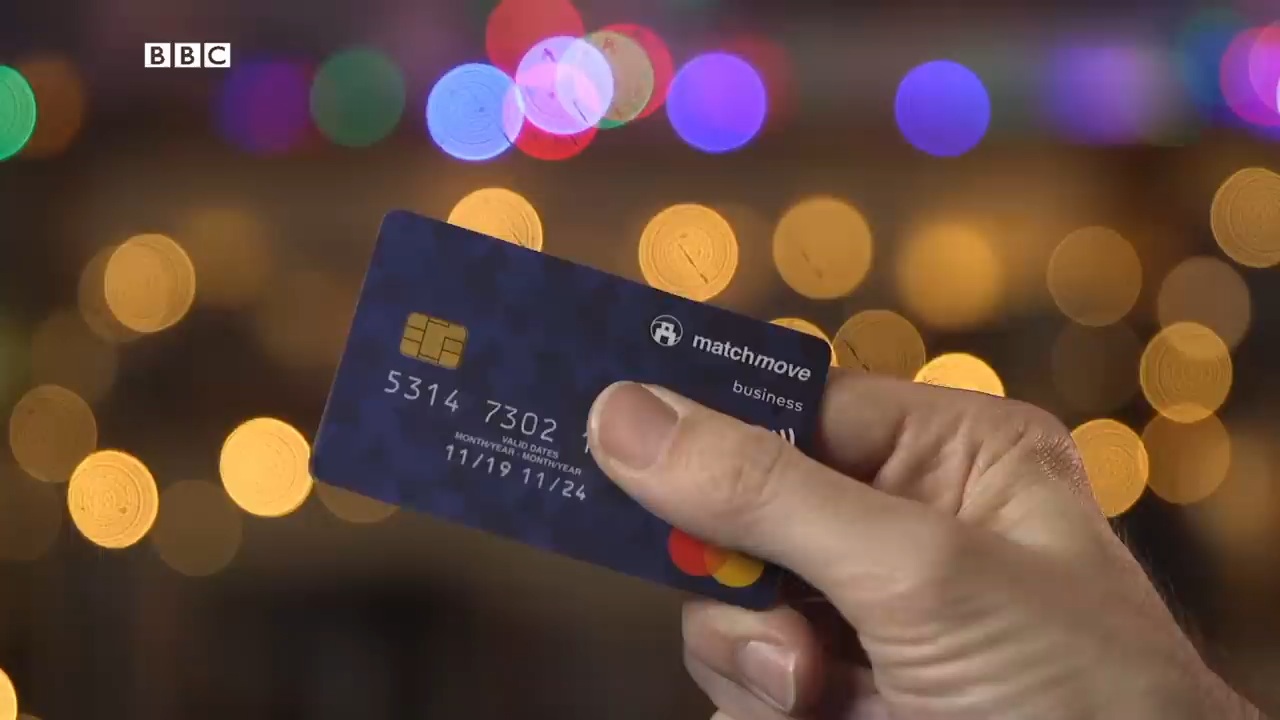 BBC
matchmove
business
5314 7302
VALID DATES
MONTH/YEAR - MONTH/YEAR
11/19 11/24